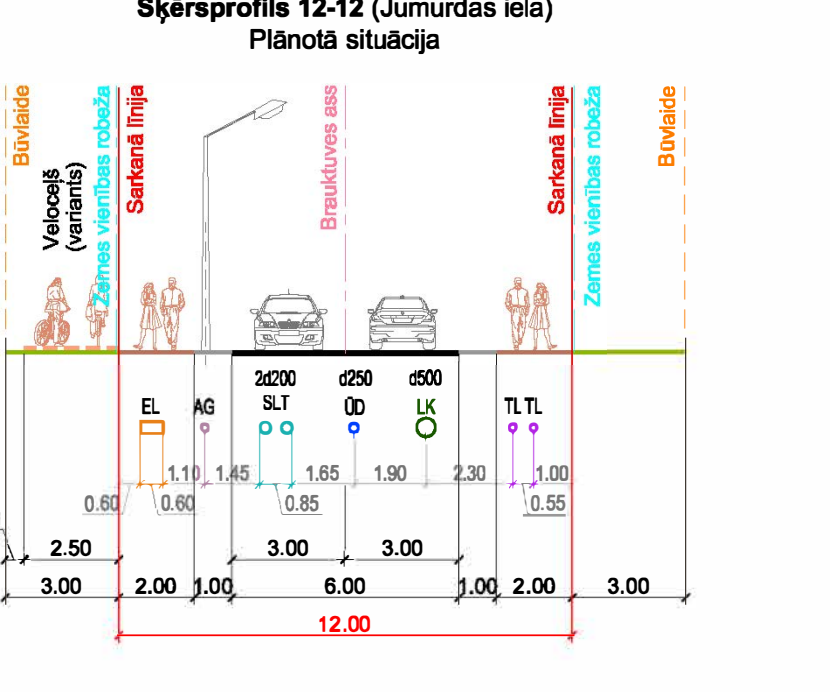 Šķērsprofils 12-12 (Jumurdas iela)
Plānotā situācija
Būvlaide
Veloceļš
(variants)
Zemes vienības robeža
Sarkanā līnija
Brauktuves ass
Sarkanā līnija
Zemes vienības robeža
Būvlaide
2d200 d250 d500
EL AG SLT ŪD LK TL TL
1.10 1.45 1.65 1.90 2.30 1.00
0.60 0.60 0.85 0.55
2.50 3.00 3.00
3.00 2.00 1.00 6.00 1.00 2.00 3.00
12.00